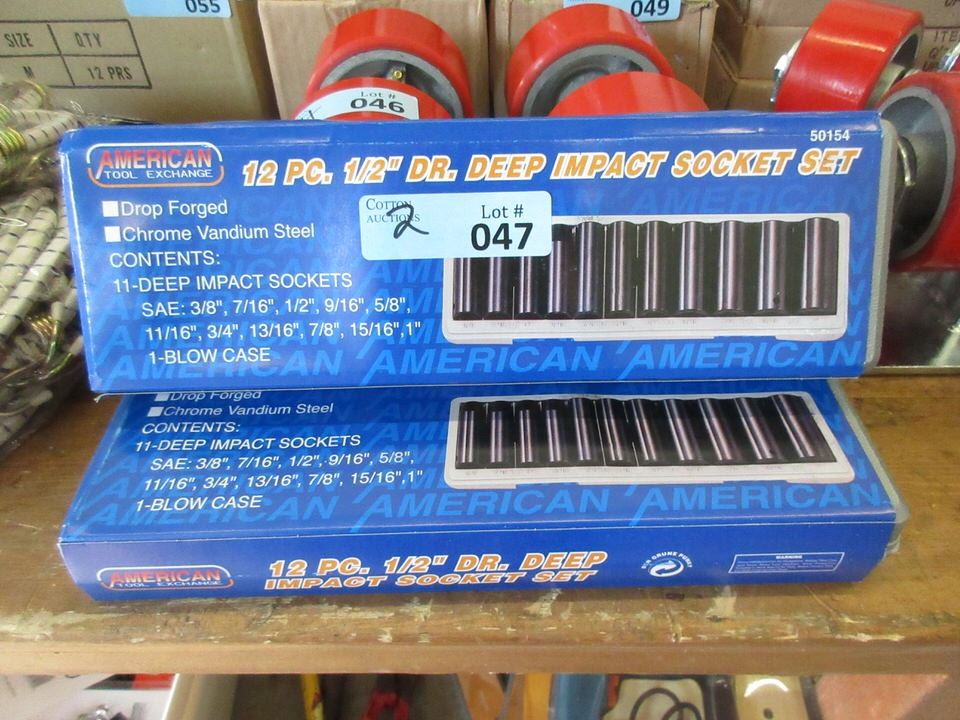 055
049
SIZE QTY
M 12 PRS
Lot #
046
50154
AMERICAN
TOOL EXCHANGE
12 PC. 1/2" DR. DEEP IMPACT SOCKET SET
Drop Forged
Chrome Vandium Steel
CONTENTS:
11-DEEP IMPACT SOCKETS
SAE: 3/8", 7/16", 1/2", 9/16", 5/8",
11/16", 3/4", 13/16", 7/8", 15/16",1"
1-BLOW CASE
COTTON
AUCTIONS
2
Lot #
047
AMERICAN AMERICAN AMERICAN
Drop Forged
Chrome Vandium Steel
CONTENTS:
11-DEEP IMPACT SOCKETS
SAE: 3/8", 7/16", 1/2", 9/16", 5/8",
11/16", 3/4", 13/16", 7/8", 15/16",1"
1-BLOW CASE
AMERICAN AMERICAN AMERICAN
AMERICAN
TOOL EXCHANGE
12 PC. 1/2" DR. DEEP
IMPACT SOCKET SET
WARNING